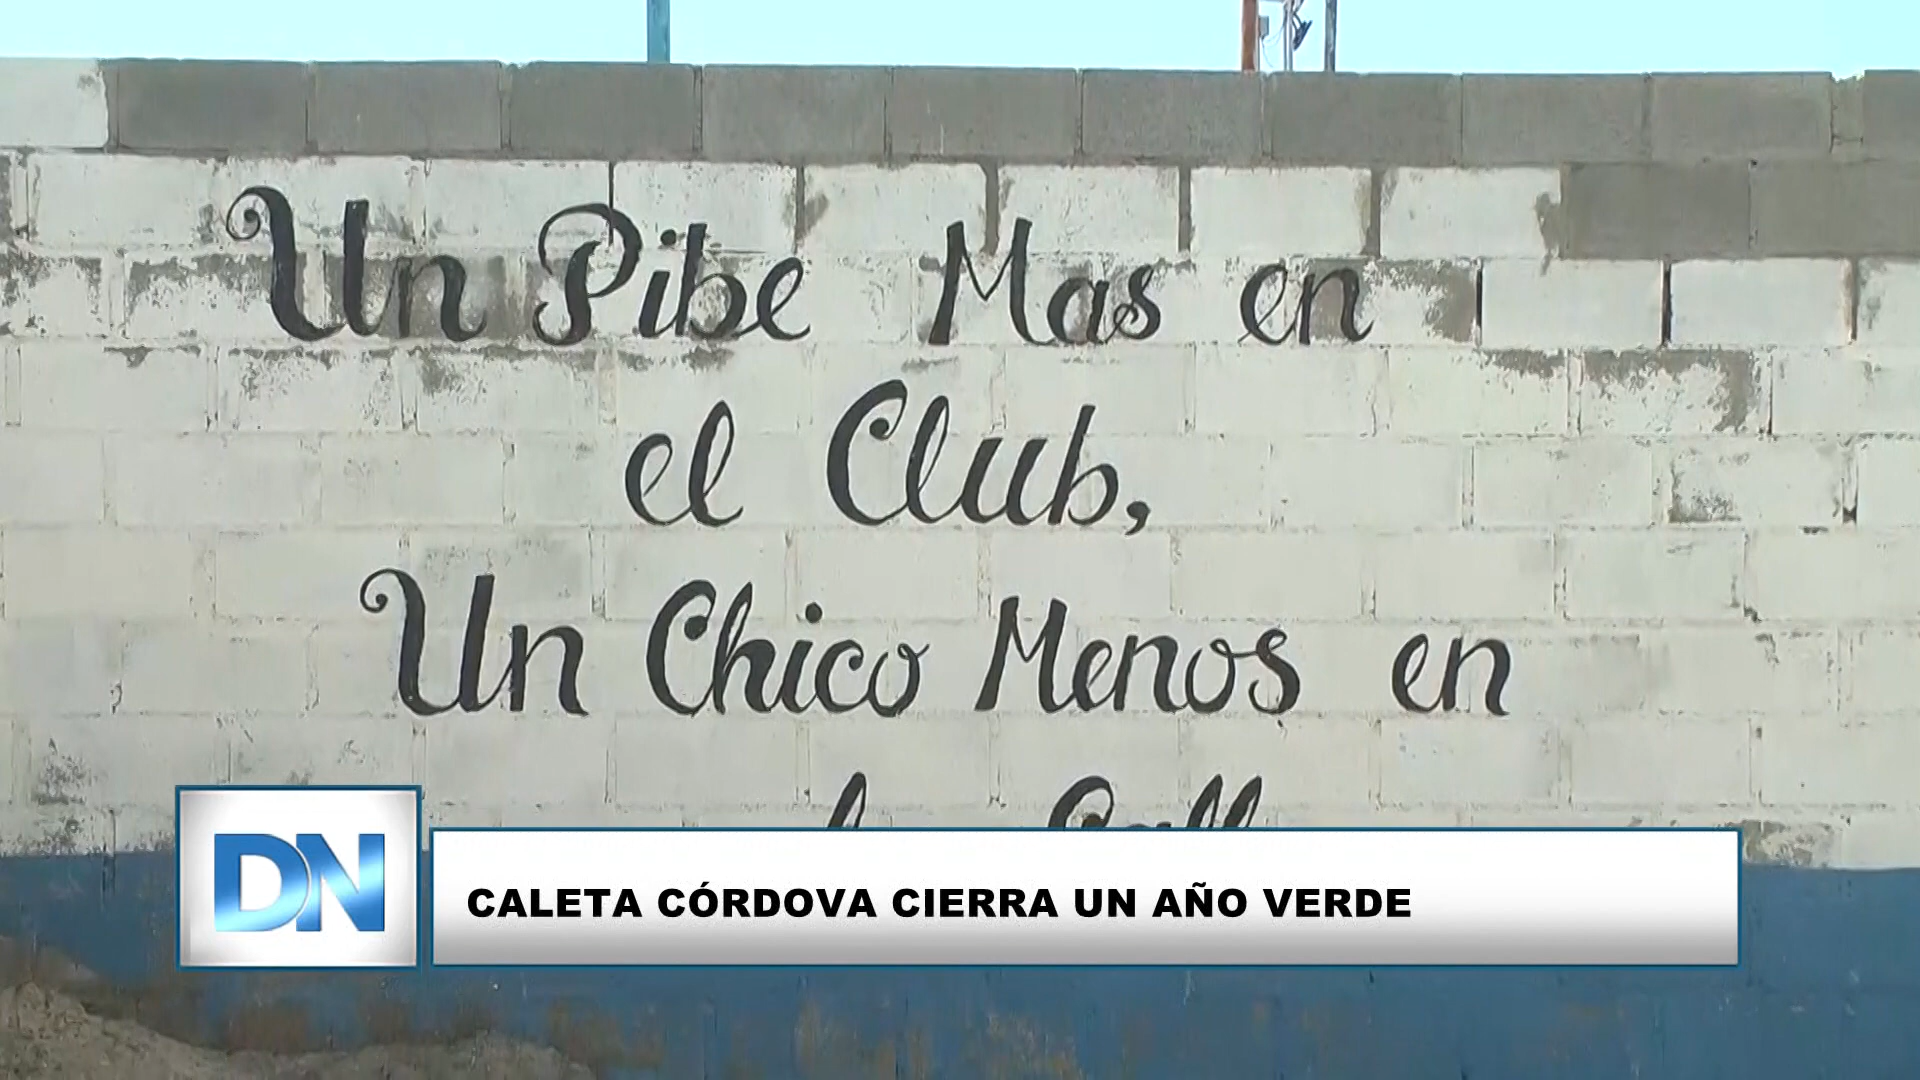 Un Pibe Mas en
el Club,
Un Chico Menos en
DN
CALETA CÓRDOVA CIERRA UN AÑO VERDE